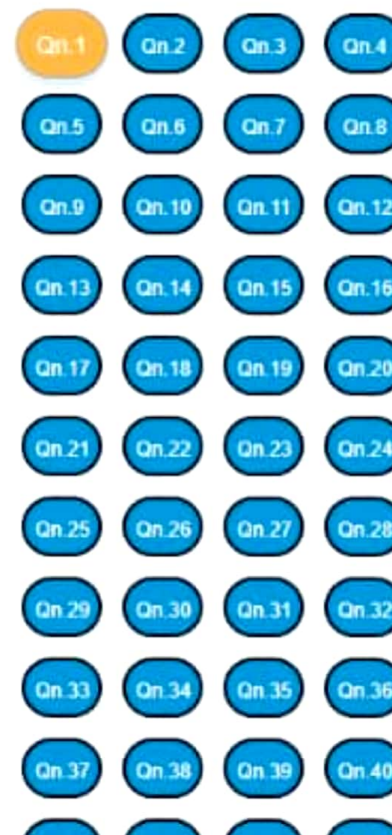 Qn.1 Qn.2 Qn.3 Qn.4
Qn.5 Qn.6 Qn.7 Qn.8
Qn.9 Qn.10 Qn.11 Qn.12
Qn.13 Qn.14 Qn.15 Qn.16
Qn.17 Qn.18 Qn.19 Qn.20
Qn.21 Qn.22 Qn.23 Qn.24
Qn.25 Qn.26 Qn.27 Qn.28
Qn.29 Qn.30 Qn.31 Qn.32
Qn.33 Qn.34 Qn.35 Qn.36
Qn.37 Qn.38 Qn.39 Qn.40